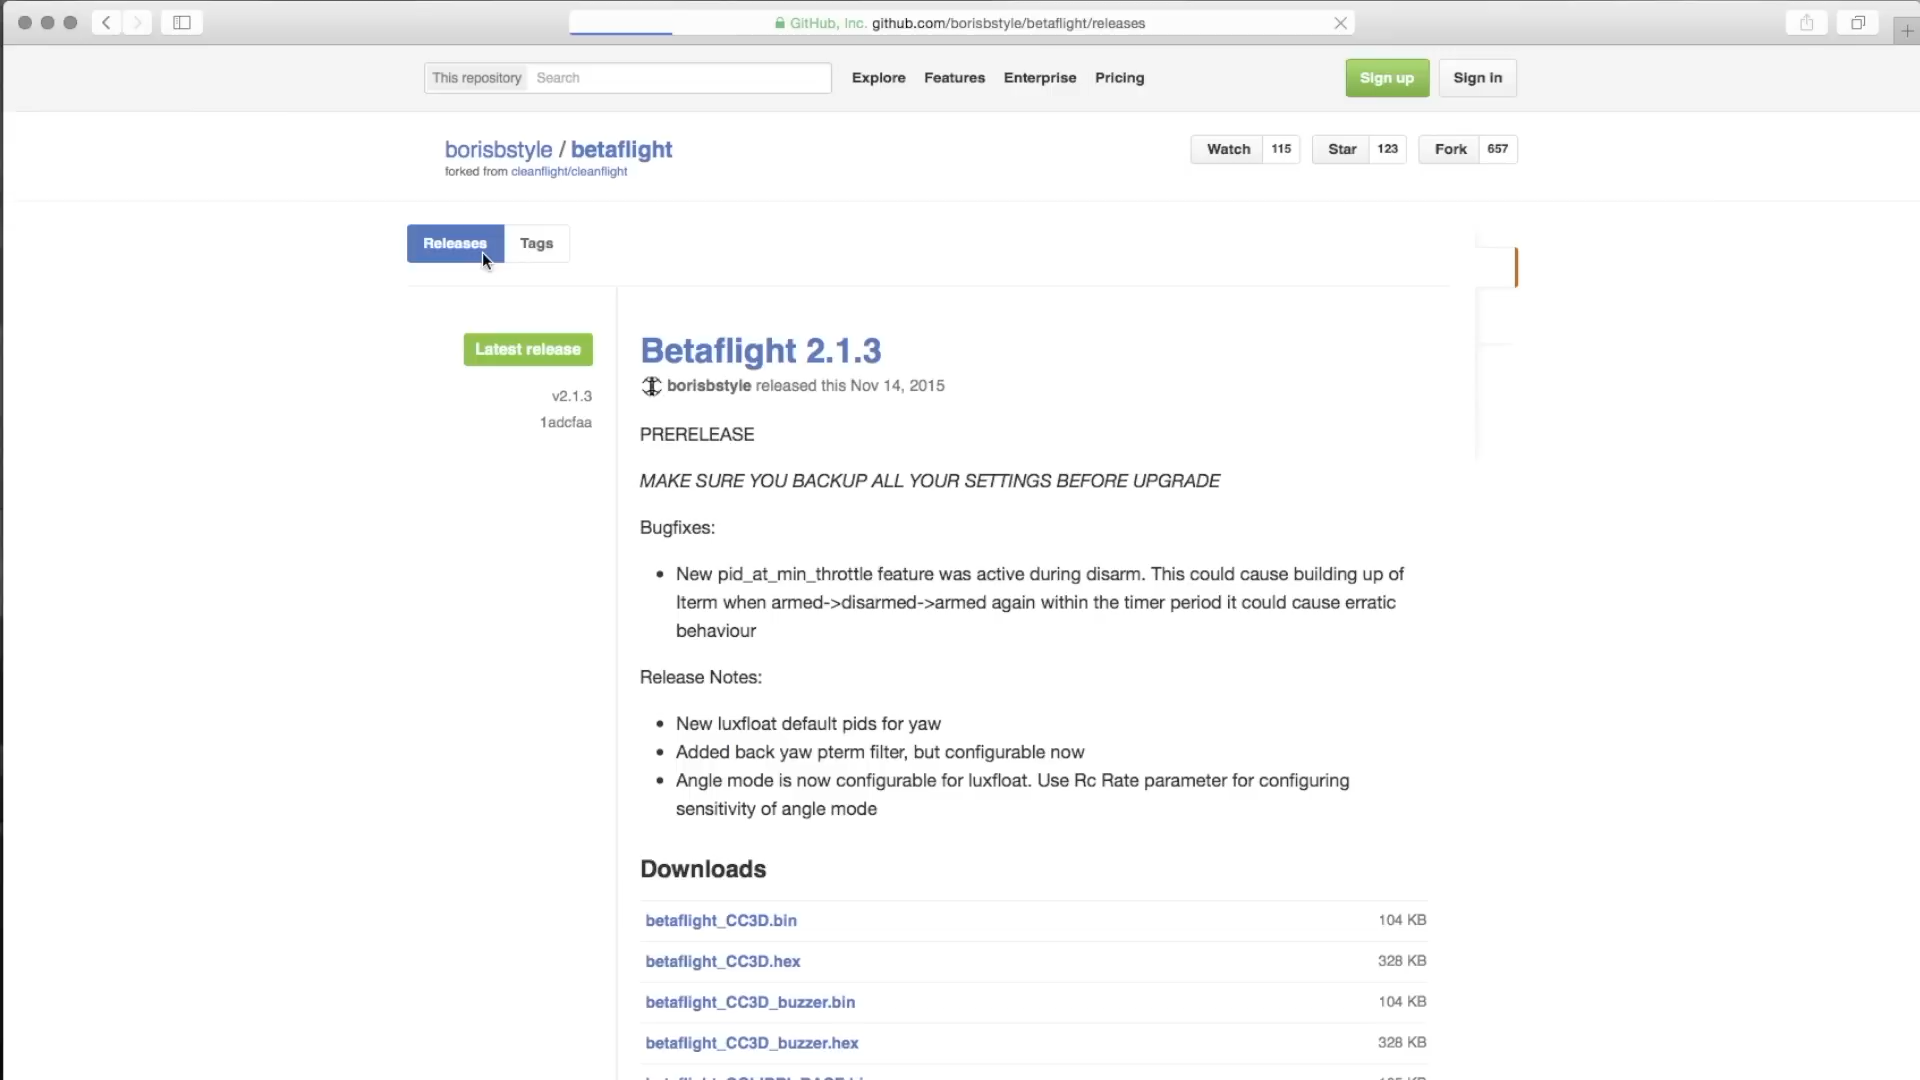 GitHub, Inc. github.com/borisbstyle/betaflight/releases
This repository Search Explore Features Enterprise Pricing Sign up Sign in
borisbstyle / betaflight Watch 115 Star 123 Fork 657
forked from cleanflight/cleanflight
Releases Tags
Latest release
v2.1.3
1adcfaa
Betaflight 2.1.3
borisbstyle released this Nov 14, 2015
PRERELEASE
MAKE SURE YOU BACKUP ALL YOUR SETTINGS BEFORE UPGRADE
Bugfixes:
• New pid_at_min_throttle feature was active during disarm. This could cause building up of
Iterm when armed->disarmed->armed again within the timer period it could cause erratic
behaviour
Release Notes:
• New luxfloat default pids for yaw
• Added back yaw pterm filter, but configurable now
• Angle mode is now configurable for luxfloat. Use Rc Rate parameter for configuring
sensitivity of angle mode
Downloads
betaflight_CC3D.bin 104 KB
betaflight_CC3D.hex 328 KB
betaflight_CC3D_buzzer.bin 104 KB
betaflight_CC3D_buzzer.hex 328 KB